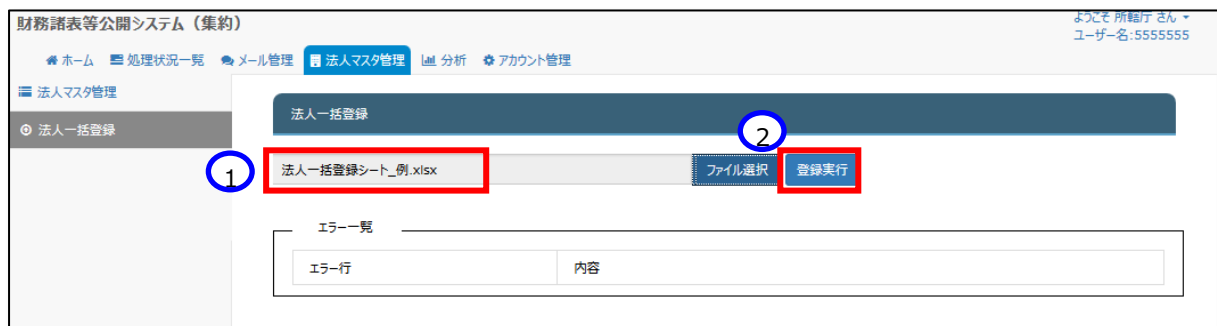 財務諸表等公開システム（集約）
ようこそ 所轄庁 さん
ユーザー名:5555555
ホーム 処理状況一覧 メール管理 法人マスタ管理 分析 アカウント管理
法人マスタ管理
法人一括登録
法人一括登録
2
1
法人一括登録シート_例.xlsx ファイル選択 登録実行
エラー一覧
エラー行 内容